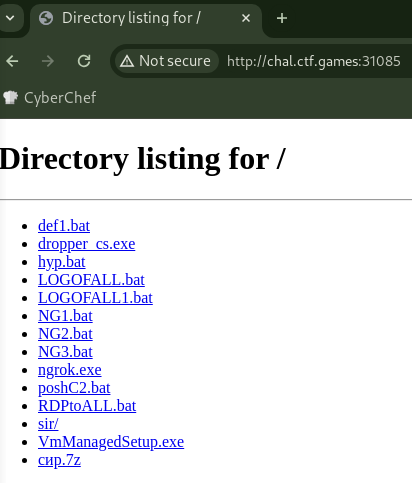 Directory listing for /
Not secure
http://chal.ctf.games:31085
CyberChef
Directory listing for /
def1.bat
dropper_cs.exe
hyp.bat
LOGOFALL.bat
LOGOFALL1.bat
NG1.bat
NG2.bat
NG3.bat
ngrok.exe
poshC2.bat
RDPtoALL.bat
sir/
VmManagedSetup.exe
сир.7z